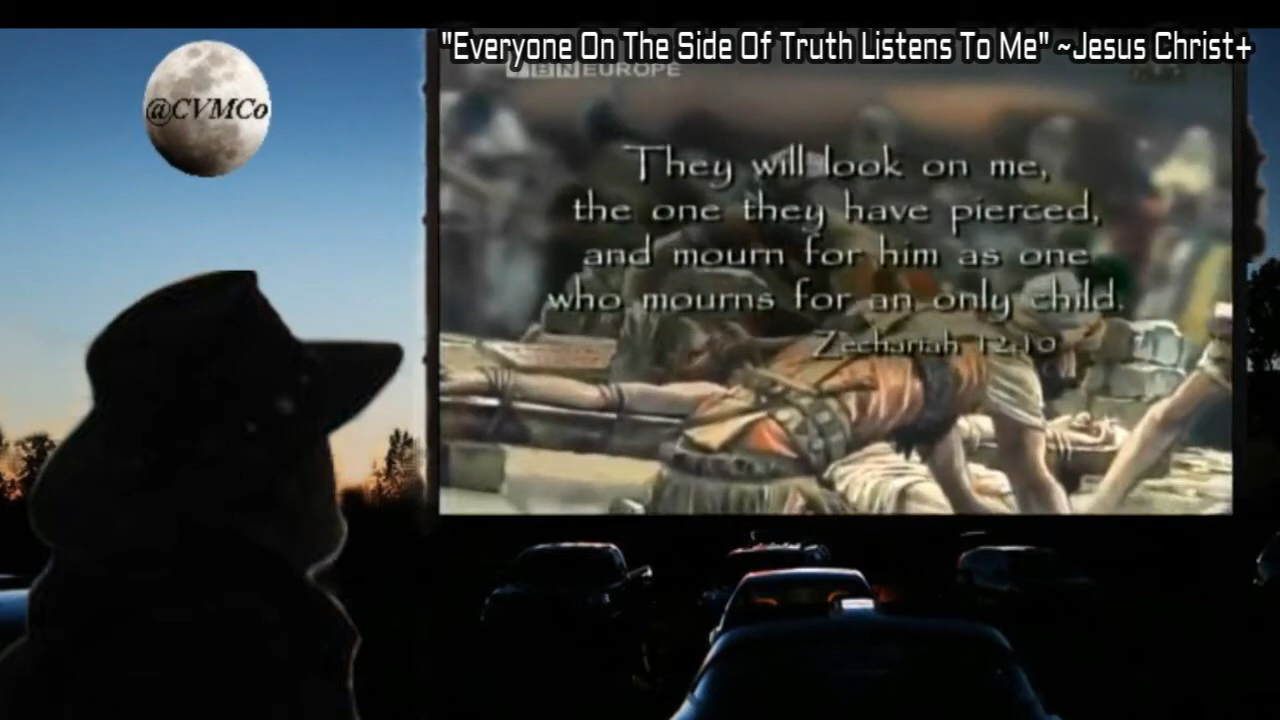 "Everyone On The Side Of Truth Listens To Me" ~Jesus Christ+
@CVMCo
EUROPE
They will look on me,
the one they have pierced,
and mourn for him as one
who mourns for an only child.
Zechariah 12:10